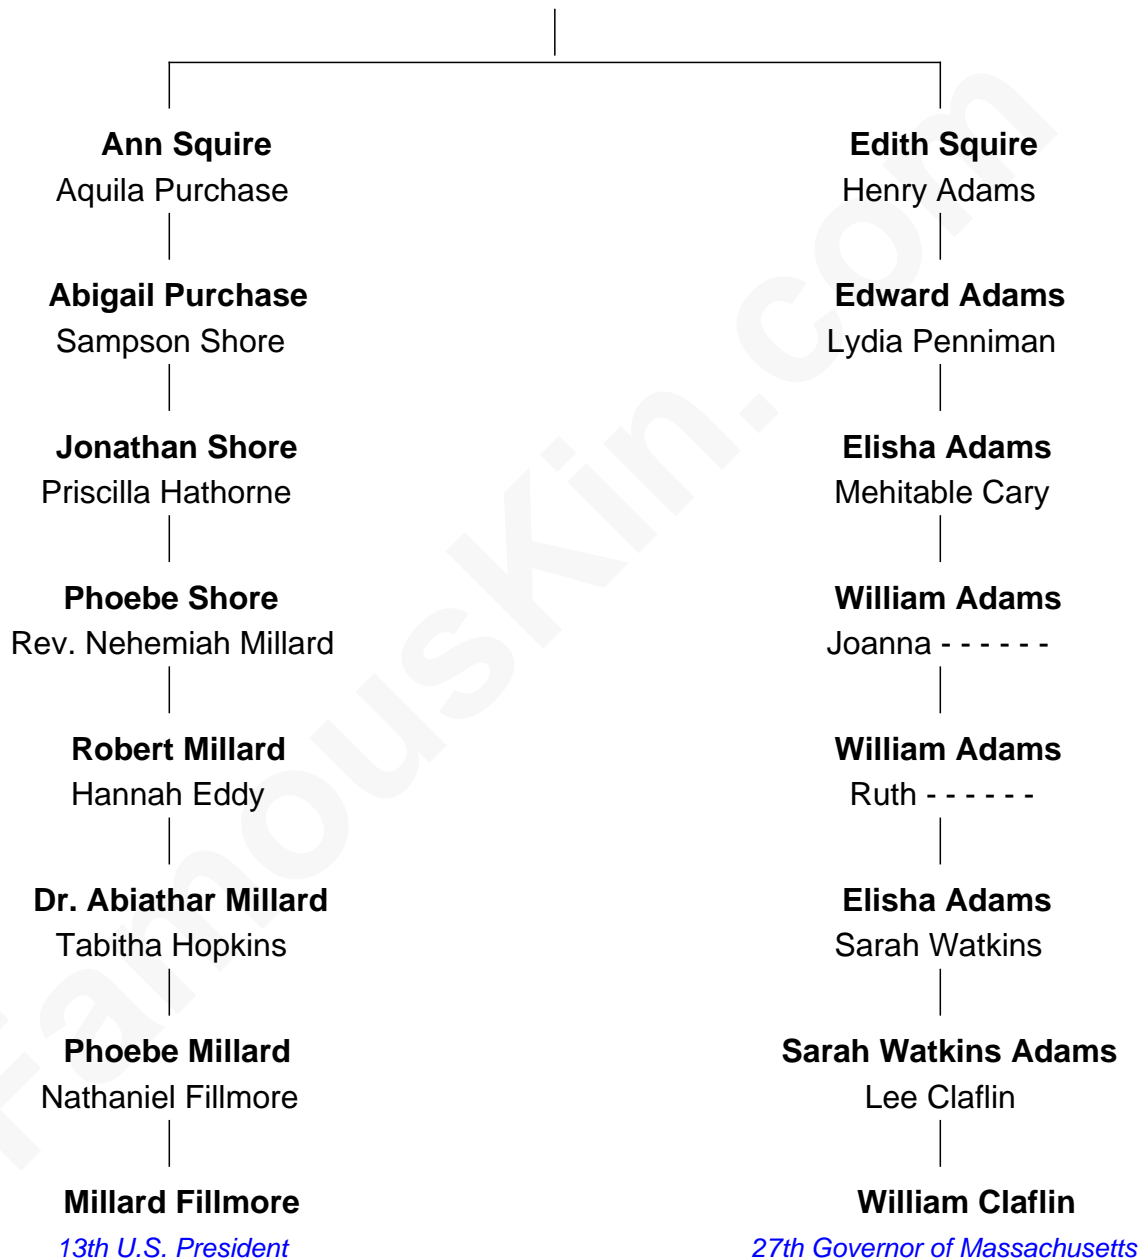 Ann Squire
Aquila Purchase
Abigail Purchase
Sampson Shore
Jonathan Shore
Priscilla Hathorne
Phoebe Shore
Rev. Nehemiah Millard
Robert Millard
Hannah Eddy
Dr. Abiathar Millard
Tabitha Hopkins
Phoebe Millard
Nathaniel Fillmore
Millard Fillmore
13th U.S. President
Edith Squire
Henry Adams
Edward Adams
Lydia Penniman
Elisha Adams
Mehitable Cary
William Adams
Joanna - - - - - -
William Adams
Ruth - - - - - -
Elisha Adams
Sarah Watkins
Sarah Watkins Adams
Lee Claflin
William Claflin
27th Governor of Massachusetts
FamousKin.com